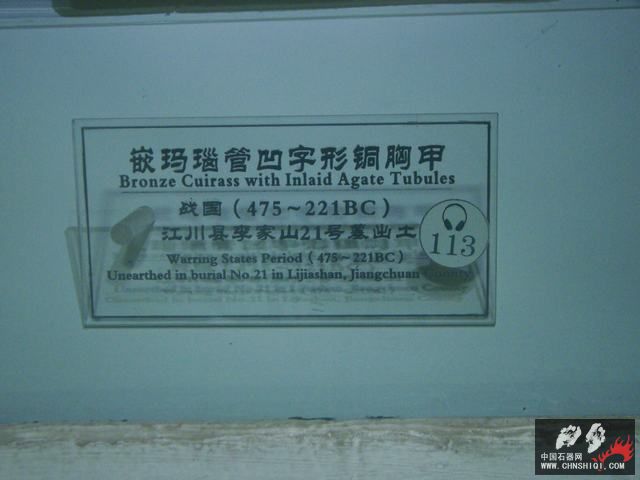 嵌玛瑙管凹字形铜胸甲
Bronze Cuirass with Inlaid Agate Tubules
战国（475～221BC）
江川县李家山21号墓出土
113
Warring States Period（475～221BC）
Unearthed in burial No.21 in Lijiashan, Jiangchuan County
中国石器网
WWW.CHNSHIQI.COM